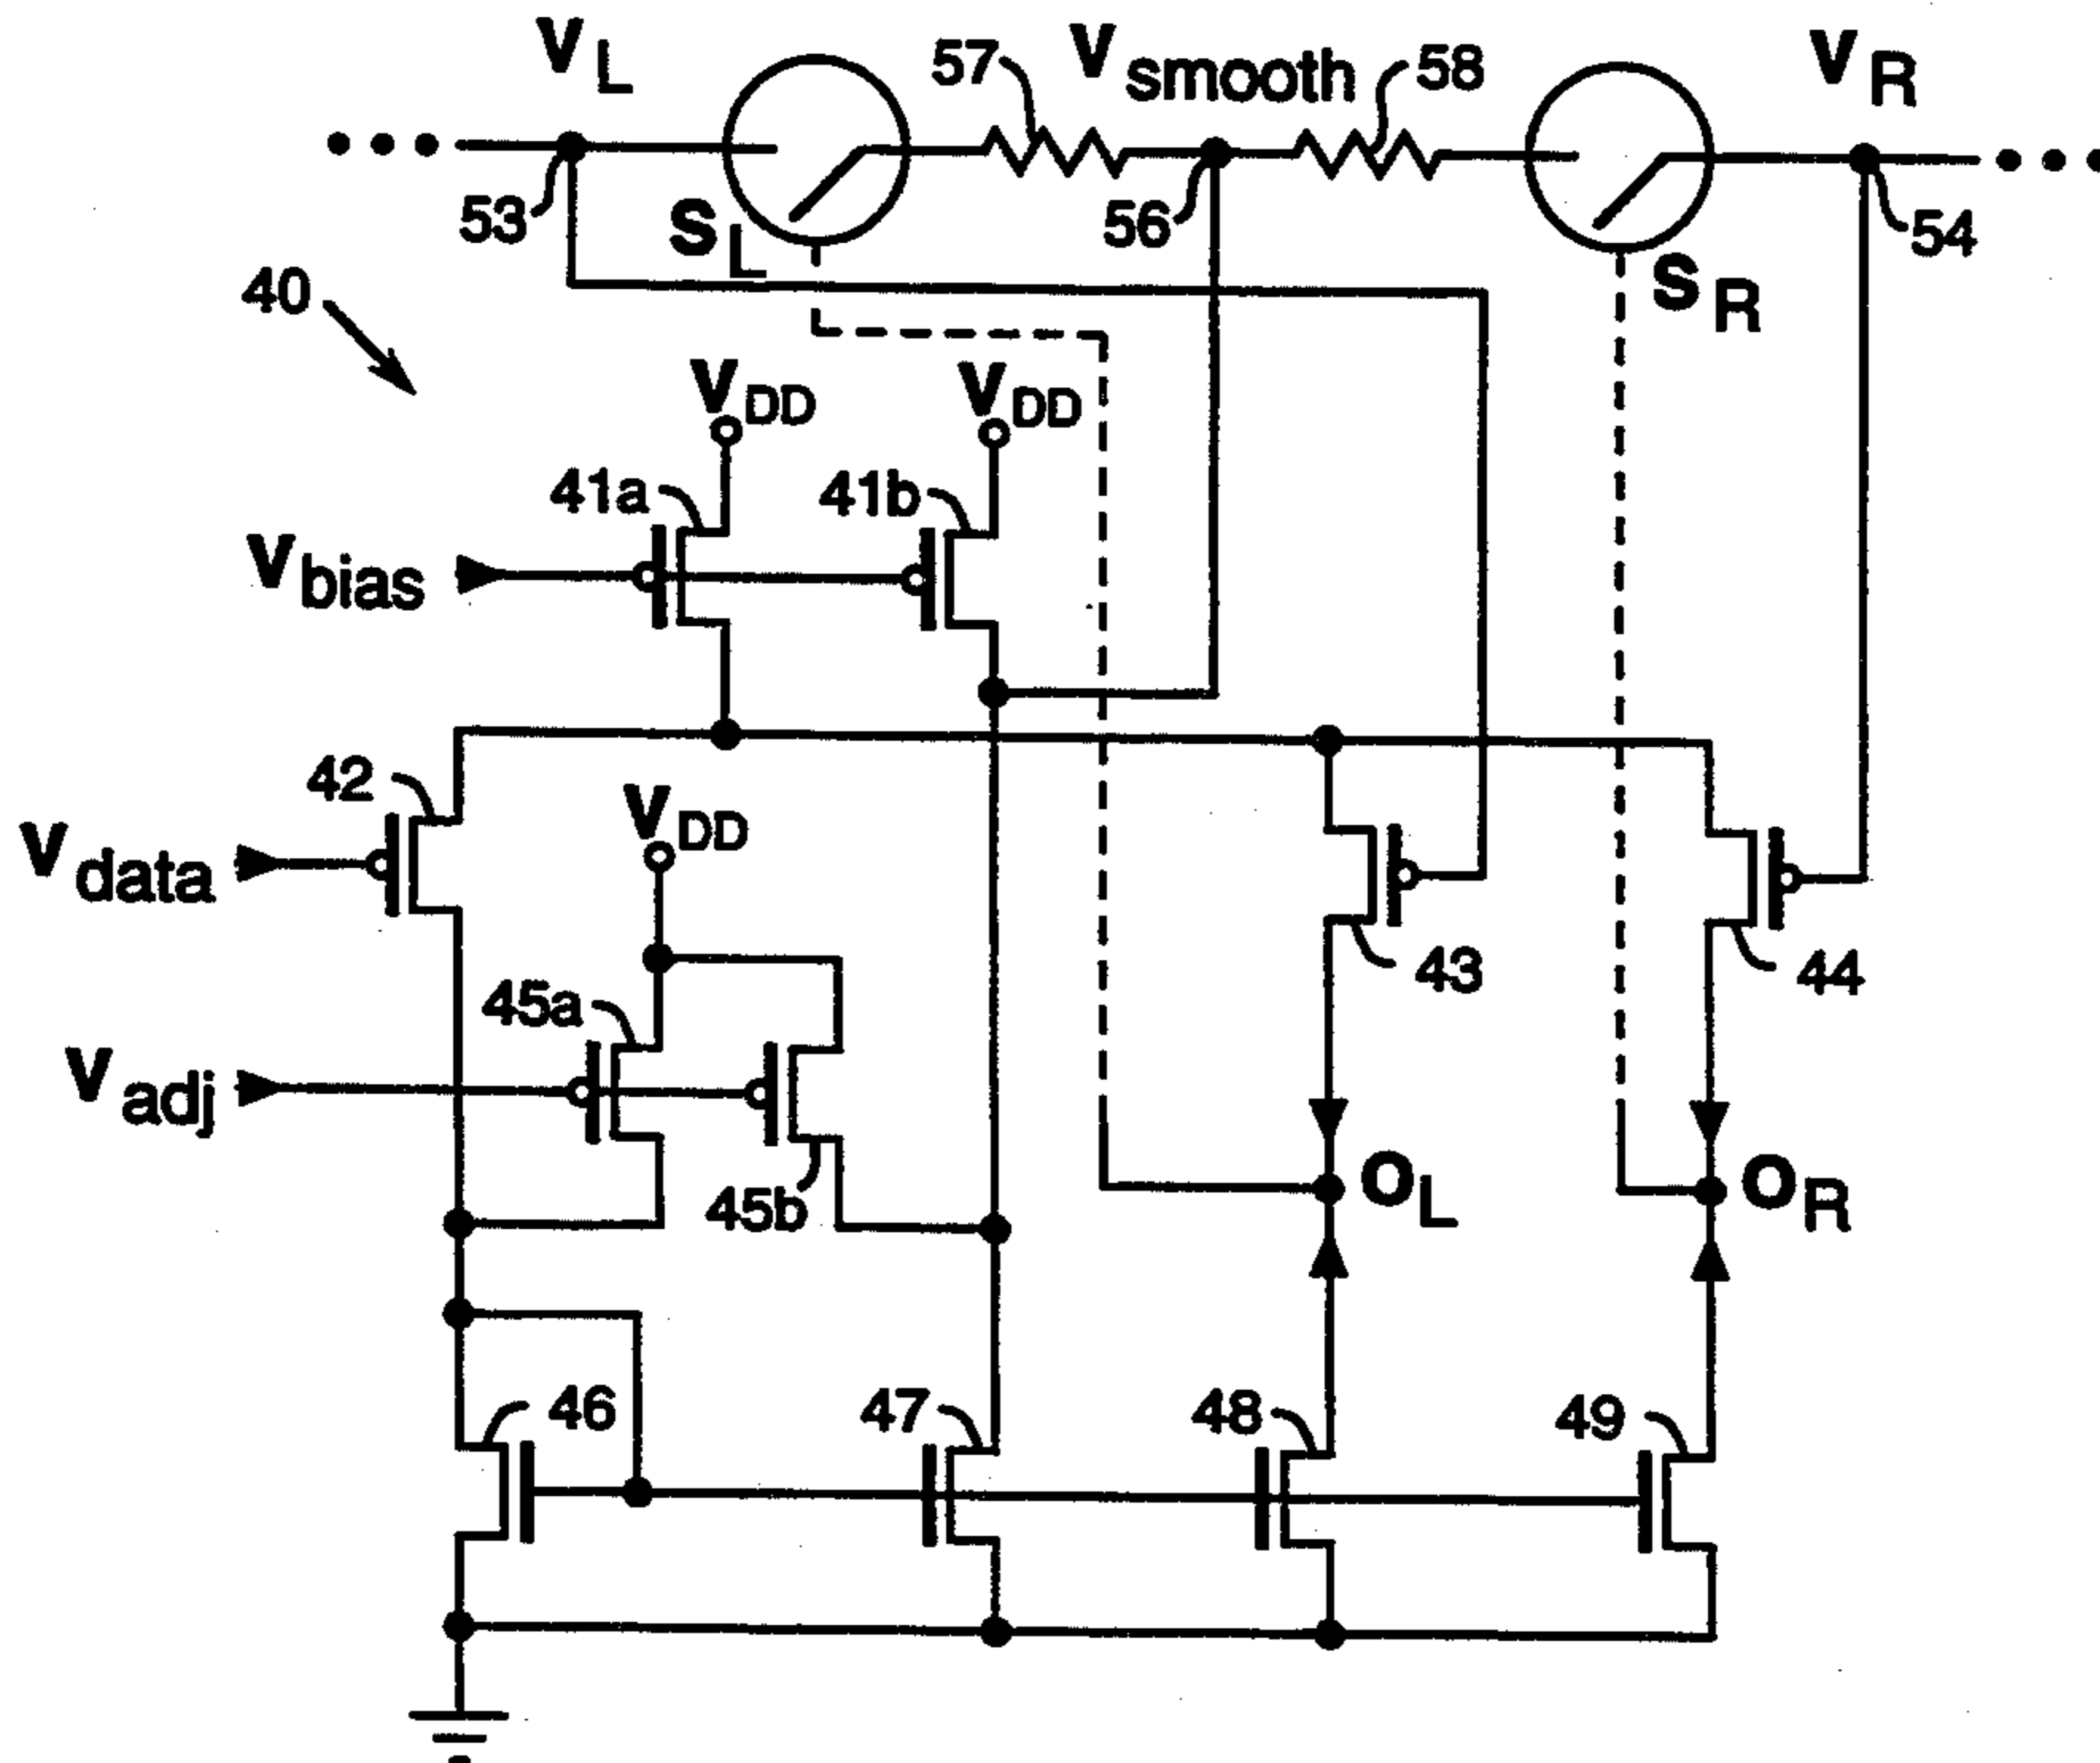 V L 57 V smooth 58 V R
53 S L 56 S R 54
40
V DD V DD
41a 41b
V bias
42 V DD
V data
43 44
45a
V adj
45b O L O R
46 47 48 49